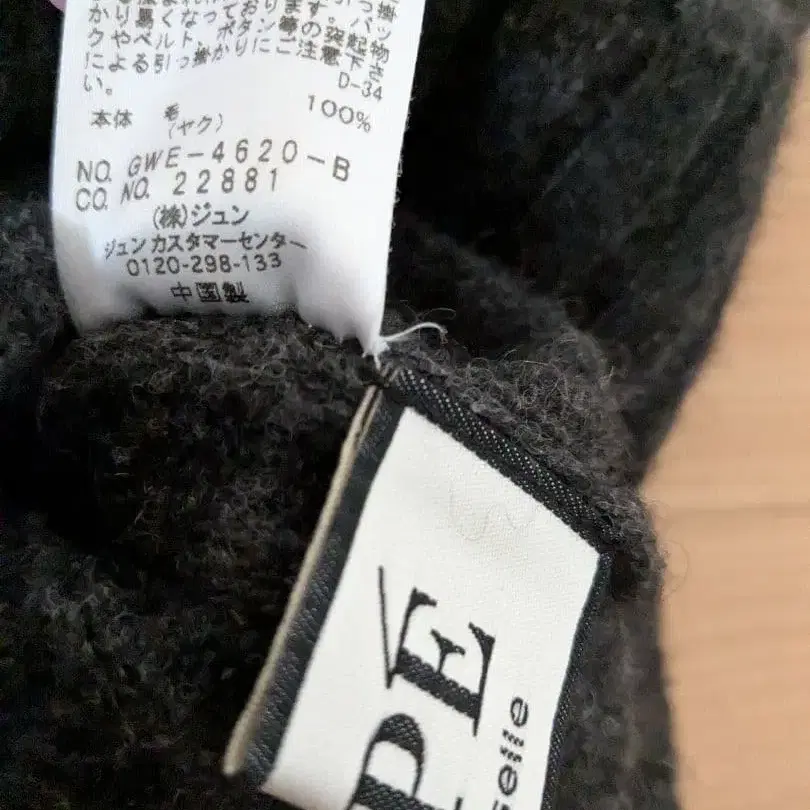 かり易くなっております。バッ
クやベルト、ボタン等の突起物
による引っ掛かりにご注意下さ
い。
D-34
本体 毛 100%
(ヤク)
NO. GWE-4620-B
CO. NO. 22881
(株)ジュン
ジュン カスタマーセンター
0120-298-133
中国製
PÉ
selle